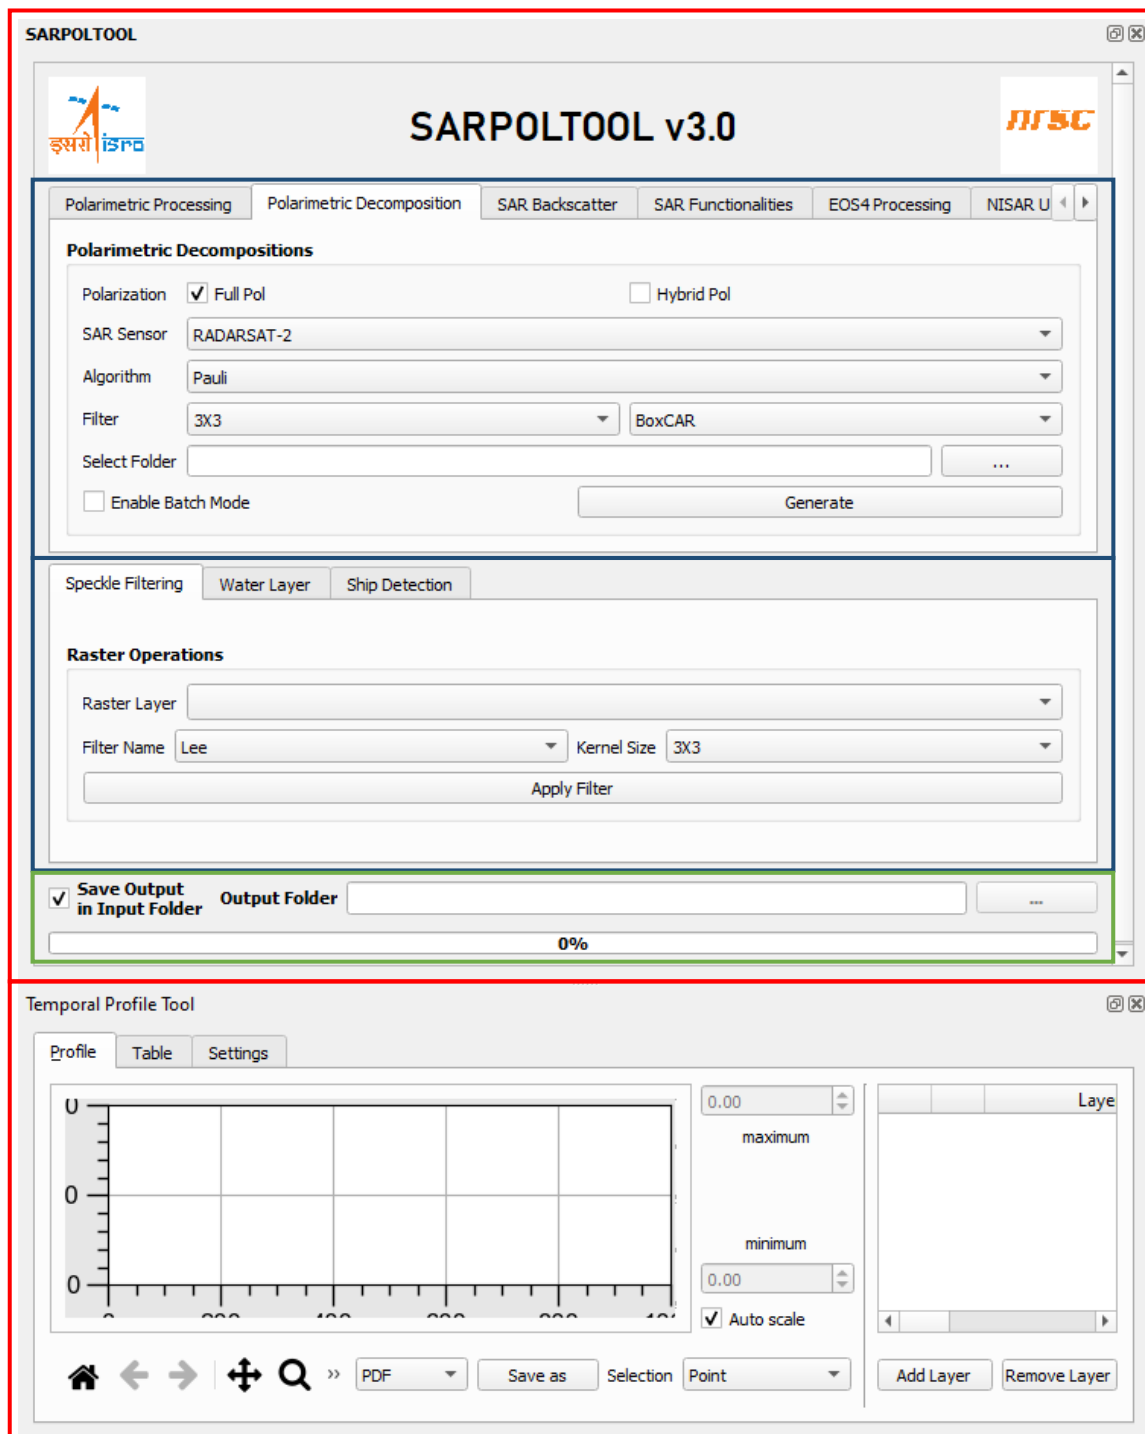 SARPOLTOOL
इसरो isro
SARPOLTOOL v3.0
nrsc
Polarimetric Processing Polarimetric Decomposition SAR Backscatter SAR Functionalities EOS4 Processing NISAR U
Polarimetric Decompositions
Polarization Full Pol Hybrid Pol
SAR Sensor RADARSAT-2
Algorithm Pauli
Filter 3X3 BoxCAR
Select Folder ...
Enable Batch Mode Generate
Speckle Filtering Water Layer Ship Detection
Raster Operations
Raster Layer
Filter Name Lee Kernel Size 3X3
Apply Filter
Save Output
in Input Folder Output Folder ...
0%
Temporal Profile Tool
Profile Table Settings
0 0.00 Laye
maximum
0
minimum
0 0.00
Auto scale
PDF Save as Selection Point Add Layer Remove Layer